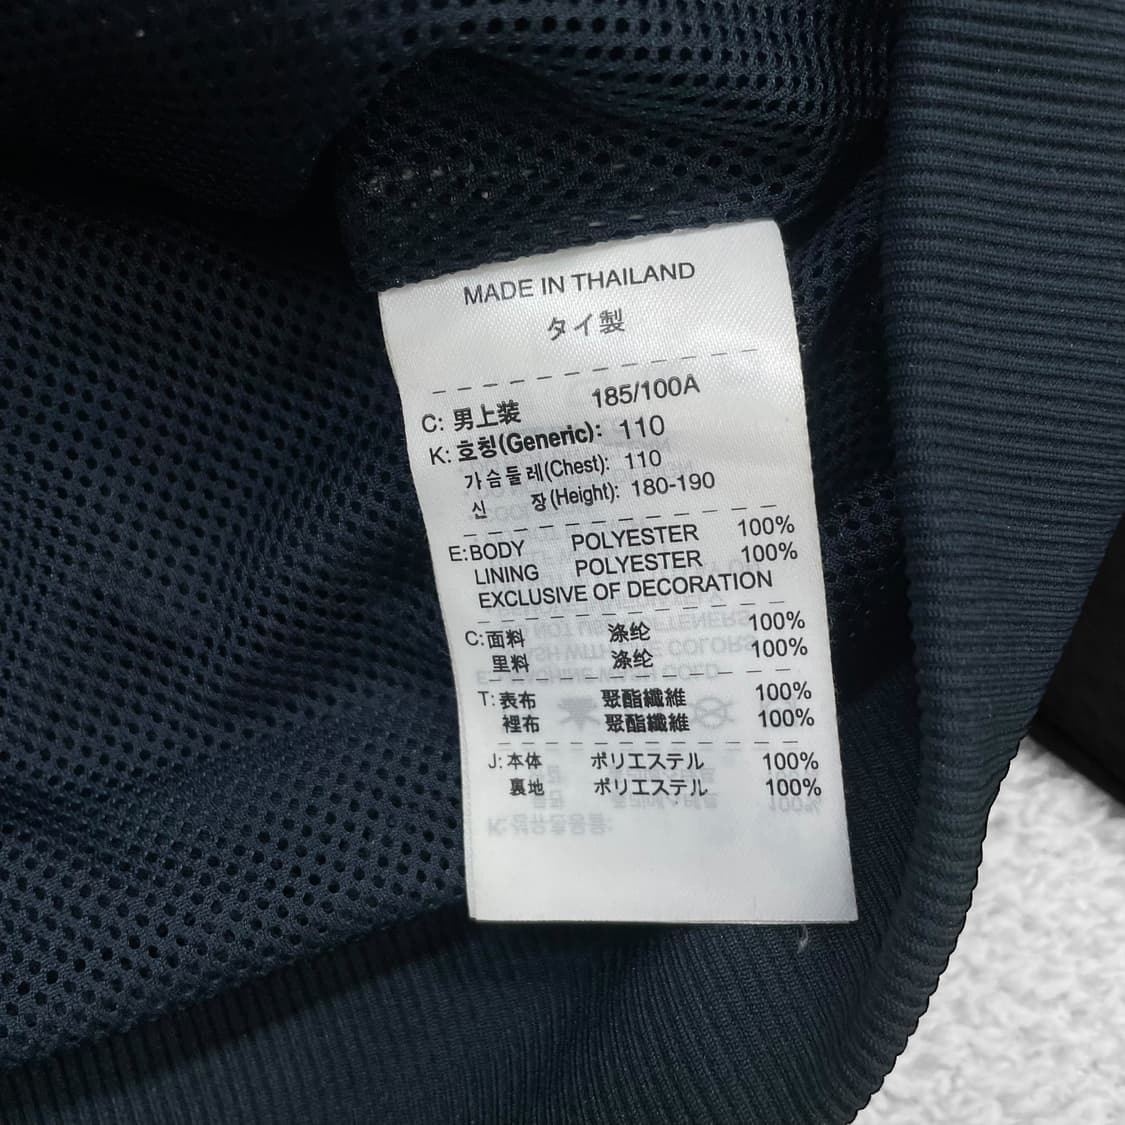 MADE IN THAILAND
タイ製
C: 男上装 185/100A
K: 호칭(Generic): 110
가슴둘레(Chest): 110
신 장(Height): 180-190
E: BODY POLYESTER 100%
LINING POLYESTER 100%
EXCLUSIVE OF DECORATION
C: 面料 涤纶 100%
里料 涤纶 100%
T: 表布 聚酯纖維 100%
裡布 聚酯纖維 100%
J: 本体 ポリエステル 100%
裏地 ポリエステル 100%